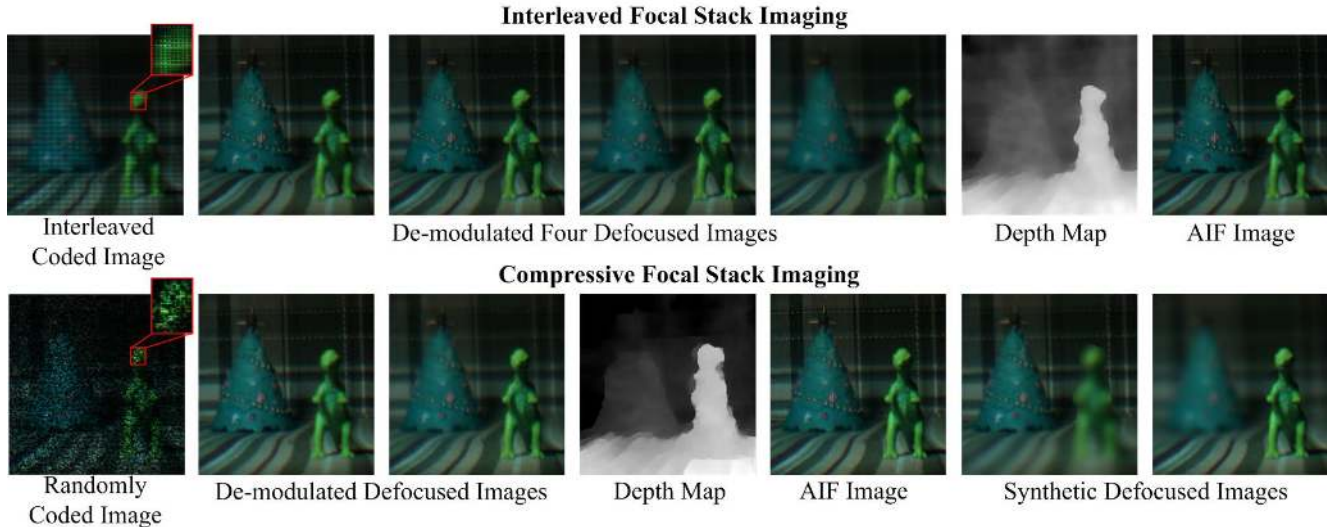 Interleaved Focal Stack Imaging
Interleaved
Coded Image
De-modulated Four Defocused Images
Depth Map
AIF Image
Compressive Focal Stack Imaging
Randomly
Coded Image
De-modulated Defocused Images
Depth Map
AIF Image
Synthetic Defocused Images